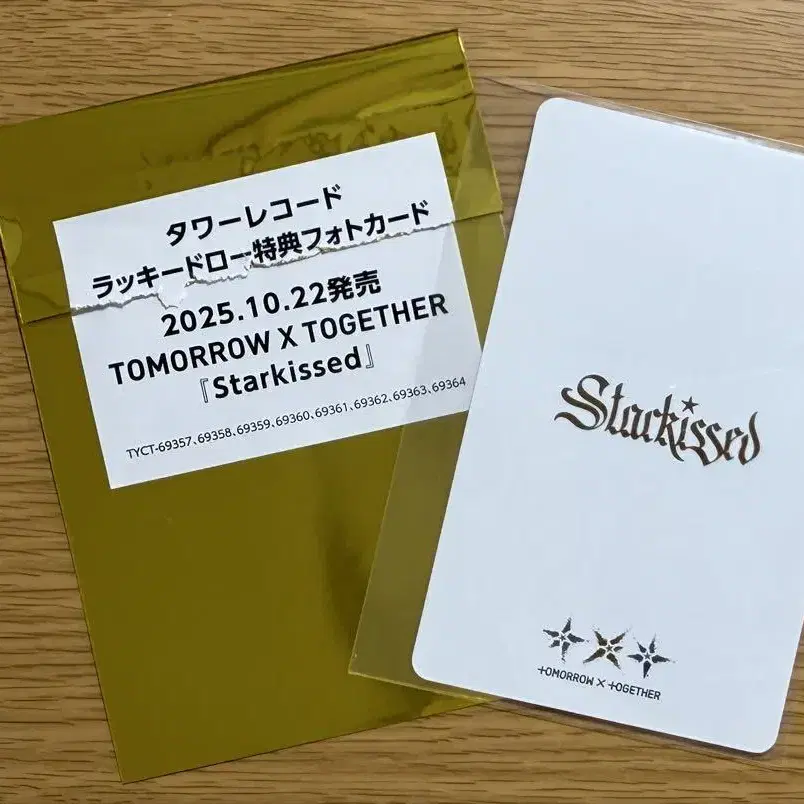 タワーレコード
ラッキードロー特典フォトカード
2025.10.22発売
TOMORROW X TOGETHER
『Starkissed』
TYCT-69357、69358、69359、69360、69361、69362、69363、69364
Starkissed
TOMORROW X TOGETHER